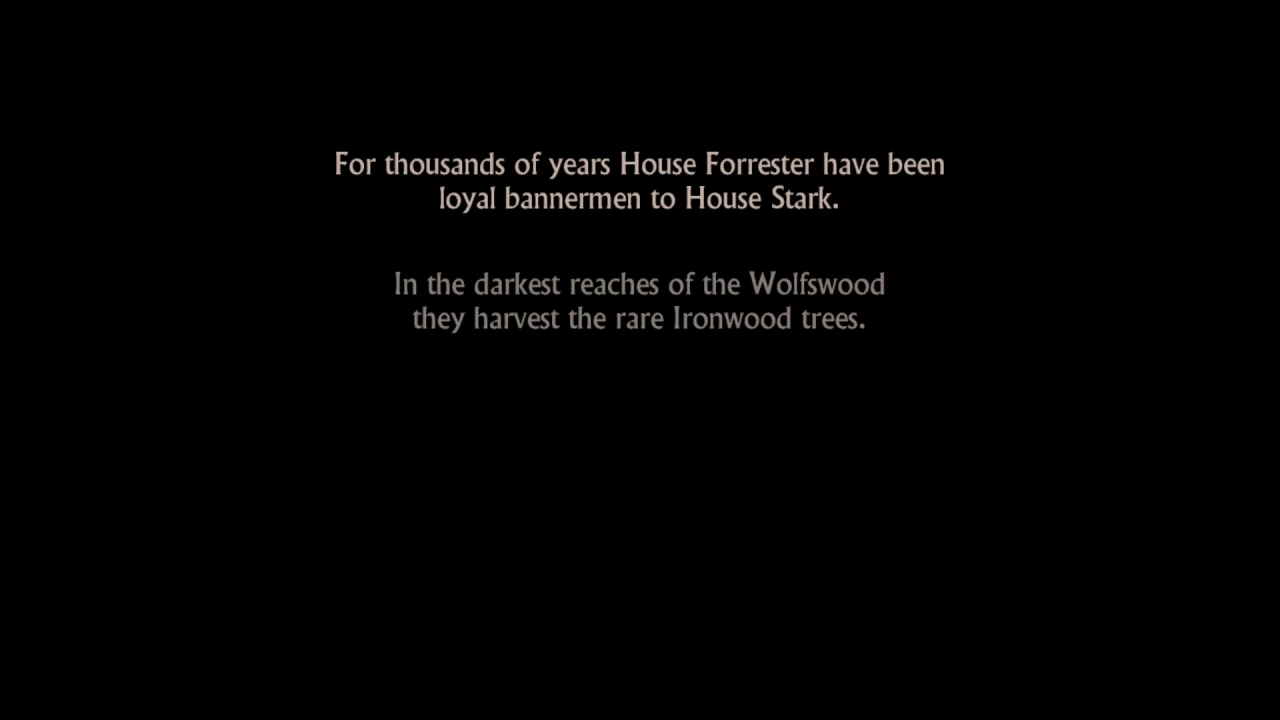 For thousands of years House Forrester have been
loyal bannermen to House Stark.
In the darkest reaches of the Wolfswood
they harvest the rare Ironwood trees.